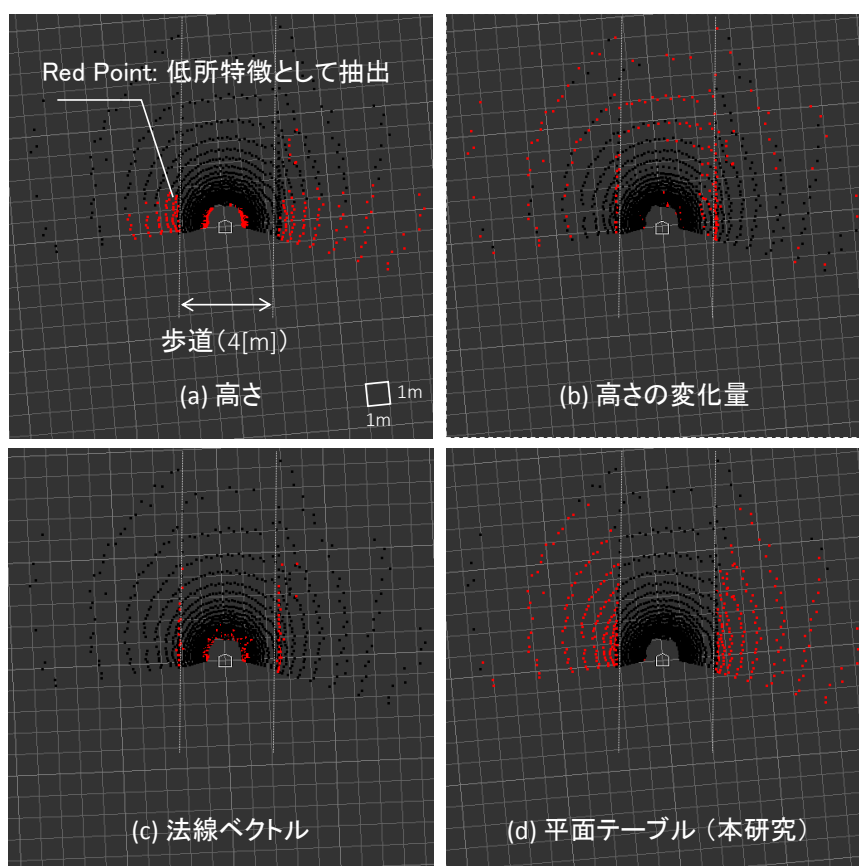 Red Point: 低所特徴として抽出
歩道(4[m])
(a) 高さ
1m
1m
(b) 高さの変化量
(c) 法線ベクトル
(d) 平面テーブル (本研究)